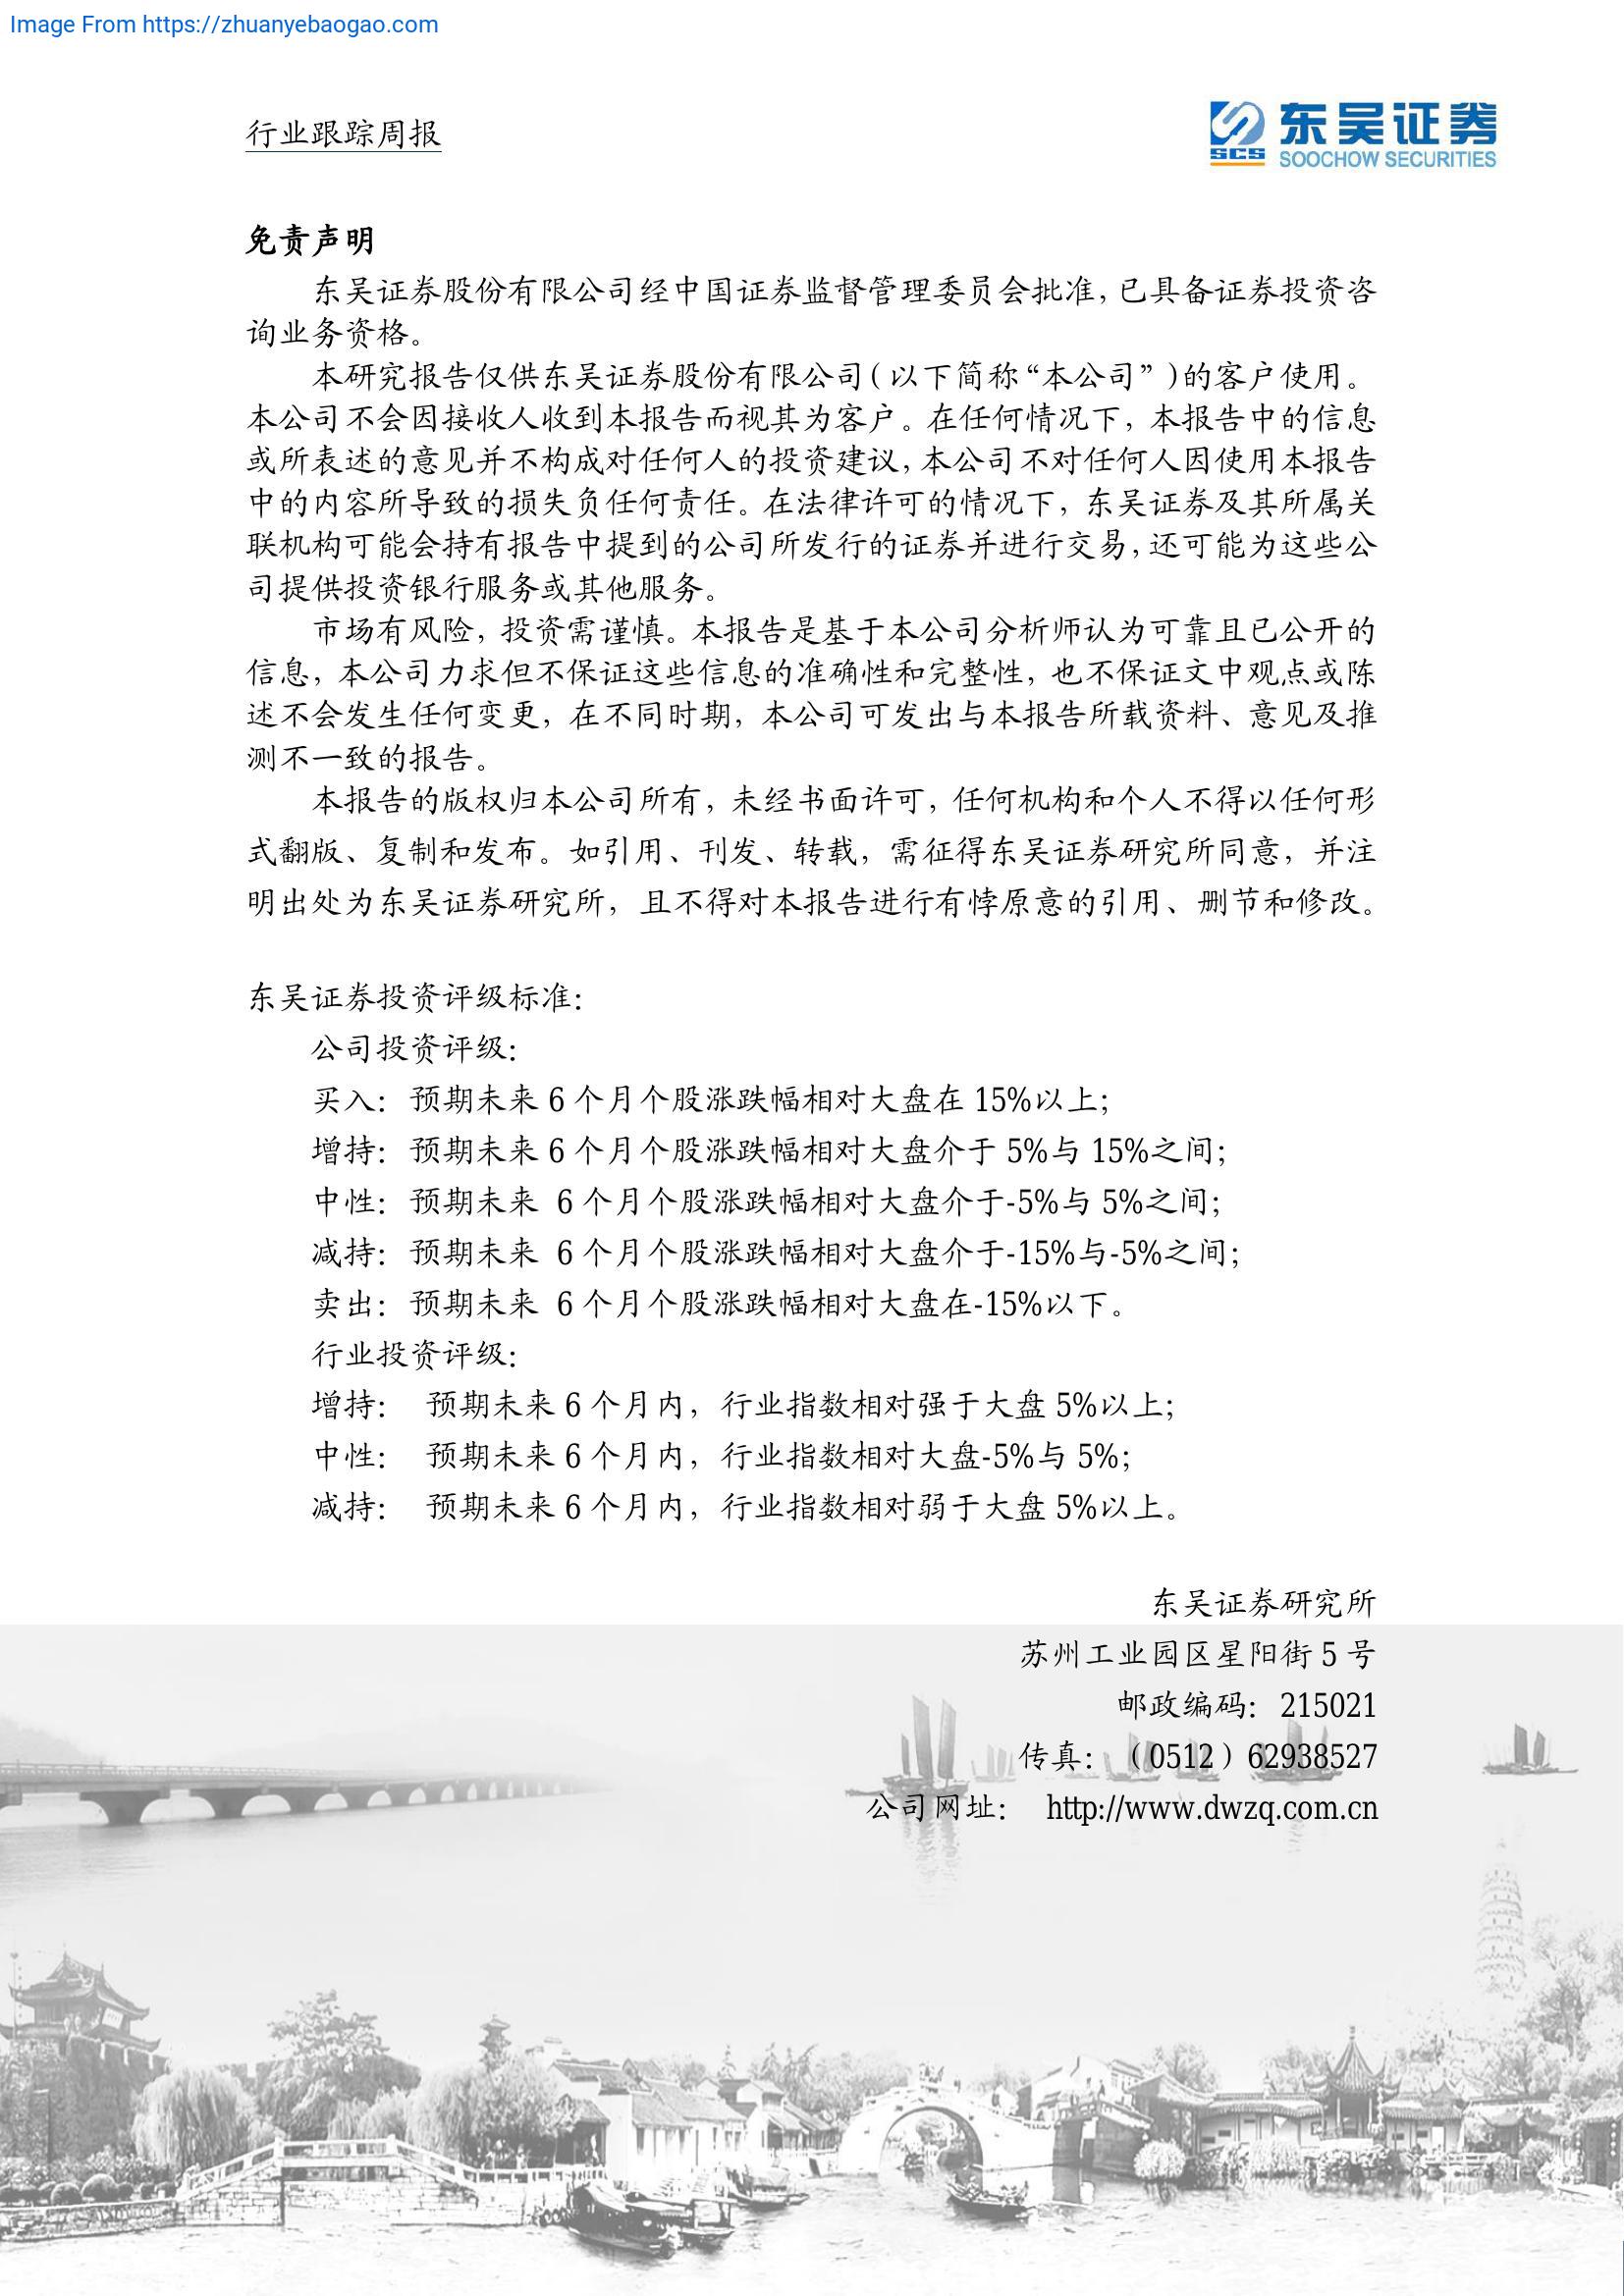 Image From https://zhuanyebaogao.com
行业跟踪周报
东吴证券
SCS
SOOCHOW SECURITIES
免责声明
东吴证券股份有限公司经中国证券监督管理委员会批准，已具备证券投资咨
询业务资格。
本研究报告仅供东吴证券股份有限公司（以下简称“本公司”）的客户使用。
本公司不会因接收人收到本报告而视其为客户。在任何情况下，本报告中的信息
或所表述的意见并不构成对任何人的投资建议，本公司不对任何人因使用本报告
中的内容所导致的损失负任何责任。在法律许可的情况下，东吴证券及其所属关
联机构可能会持有报告中提到的公司所发行的证券并进行交易，还可能为这些公
司提供投资银行服务或其他服务。
市场有风险，投资需谨慎。本报告是基于本公司分析师认为可靠且已公开的
信息，本公司力求但不保证这些信息的准确性和完整性，也不保证文中观点或陈
述不会发生任何变更，在不同时期，本公司可发出与本报告所载资料、意见及推
测不一致的报告。
本报告的版权归本公司所有，未经书面许可，任何机构和个人不得以任何形
式翻版、复制和发布。如引用、刊发、转载，需征得东吴证券研究所同意，并注
明出处为东吴证券研究所，且不得对本报告进行有悖原意的引用、删节和修改。
东吴证券投资评级标准：
公司投资评级：
买入：预期未来 6 个月个股涨跌幅相对大盘在 15%以上；
增持：预期未来 6 个月个股涨跌幅相对大盘介于 5%与 15%之间；
中性：预期未来 6 个月个股涨跌幅相对大盘介于-5%与 5%之间；
减持：预期未来 6 个月个股涨跌幅相对大盘介于-15%与-5%之间；
卖出：预期未来 6 个月个股涨跌幅相对大盘在-15%以下。
行业投资评级：
增持： 预期未来 6 个月内，行业指数相对强于大盘 5%以上；
中性： 预期未来 6 个月内，行业指数相对大盘-5%与 5%；
减持： 预期未来 6 个月内，行业指数相对弱于大盘 5%以上。
东吴证券研究所
苏州工业园区星阳街 5 号
邮政编码：215021
传真：（0512）62938527
公司网址： http://www.dwzq.com.cn